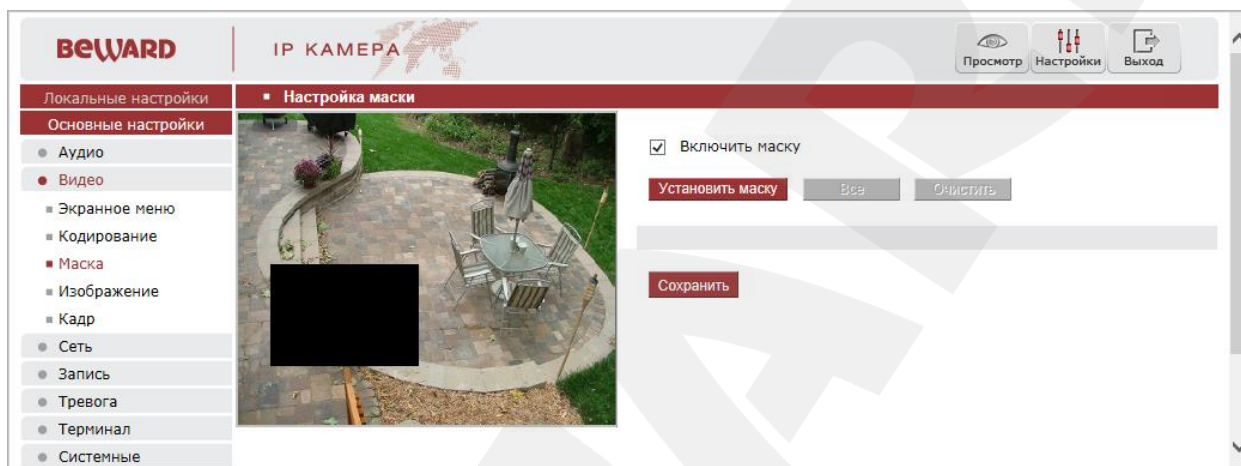 BEWARD
IP КАМЕРА
Просмотр
Настройки
Выход
Локальные настройки
Настройка маски
Основные настройки
Аудио
Видео
Экранное меню
Кодирование
Маска
Изображение
Кадр
Сеть
Запись
Тревога
Терминал
Системные
Включить маску
Установить маску
Все
Очистить
Сохранить